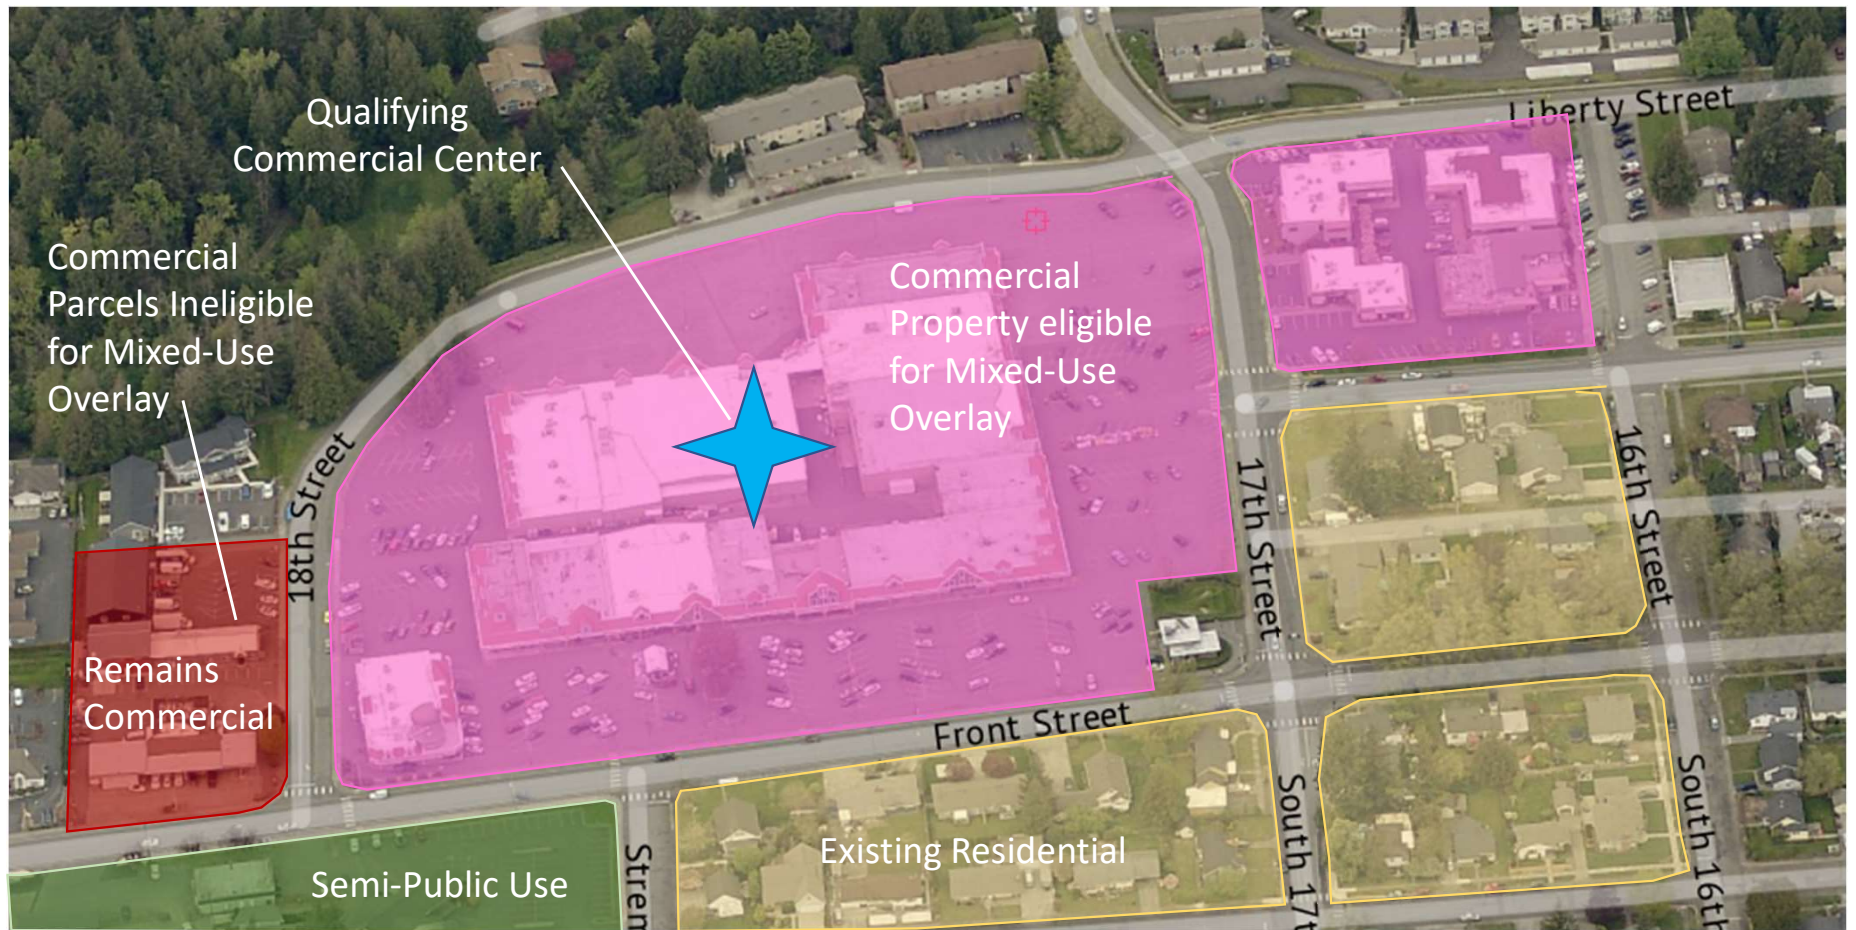 Liberty Street
Qualifying
Commercial Center
Commercial
Parcels Ineligible
for Mixed-Use
Overlay
Commercial
Property eligible
for Mixed-Use
Overlay
18th Street
17th Street
16th Street
Remains
Commercial
Front Street
Existing Residential
Semi-Public Use
Strem
South 17t
South 16th